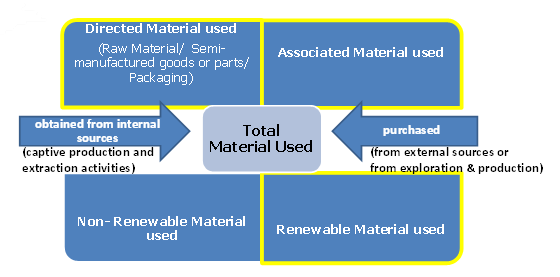 Directed Material used
(Raw Material/ Semi-
manufactured goods or parts/
Packaging)
Associated Material used
obtained from internal
sources
(captive production and
extraction activities)
Total
Material Used
purchased
(from external sources or
from exploration & production)
Non- Renewable Material
used
Renewable Material used